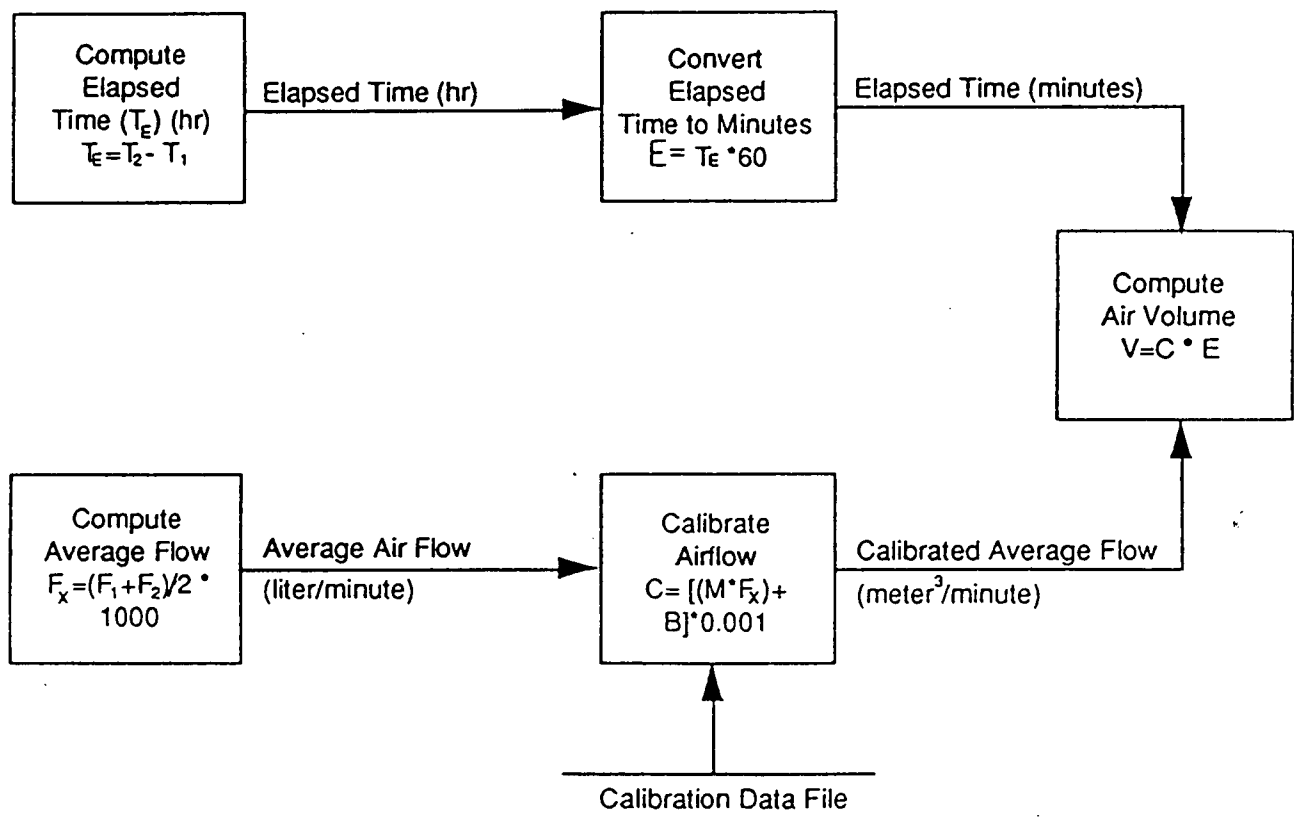 Compute
Elapsed
Time (T_E) (hr)
T_E=T_2- T_1
Elapsed Time (hr)
Convert
Elapsed
Time to Minutes
E= T_E *60
Elapsed Time (minutes)
Compute
Air Volume
V=C * E
Compute
Average Flow
F_x=(F_1+F_2)/2 *
1000
Average Air Flow
(liter/minute)
Calibrate
Airflow
C= [(M*F_x)+
B]*0.001
Calibrated Average Flow
(meter³/minute)
Calibration Data File